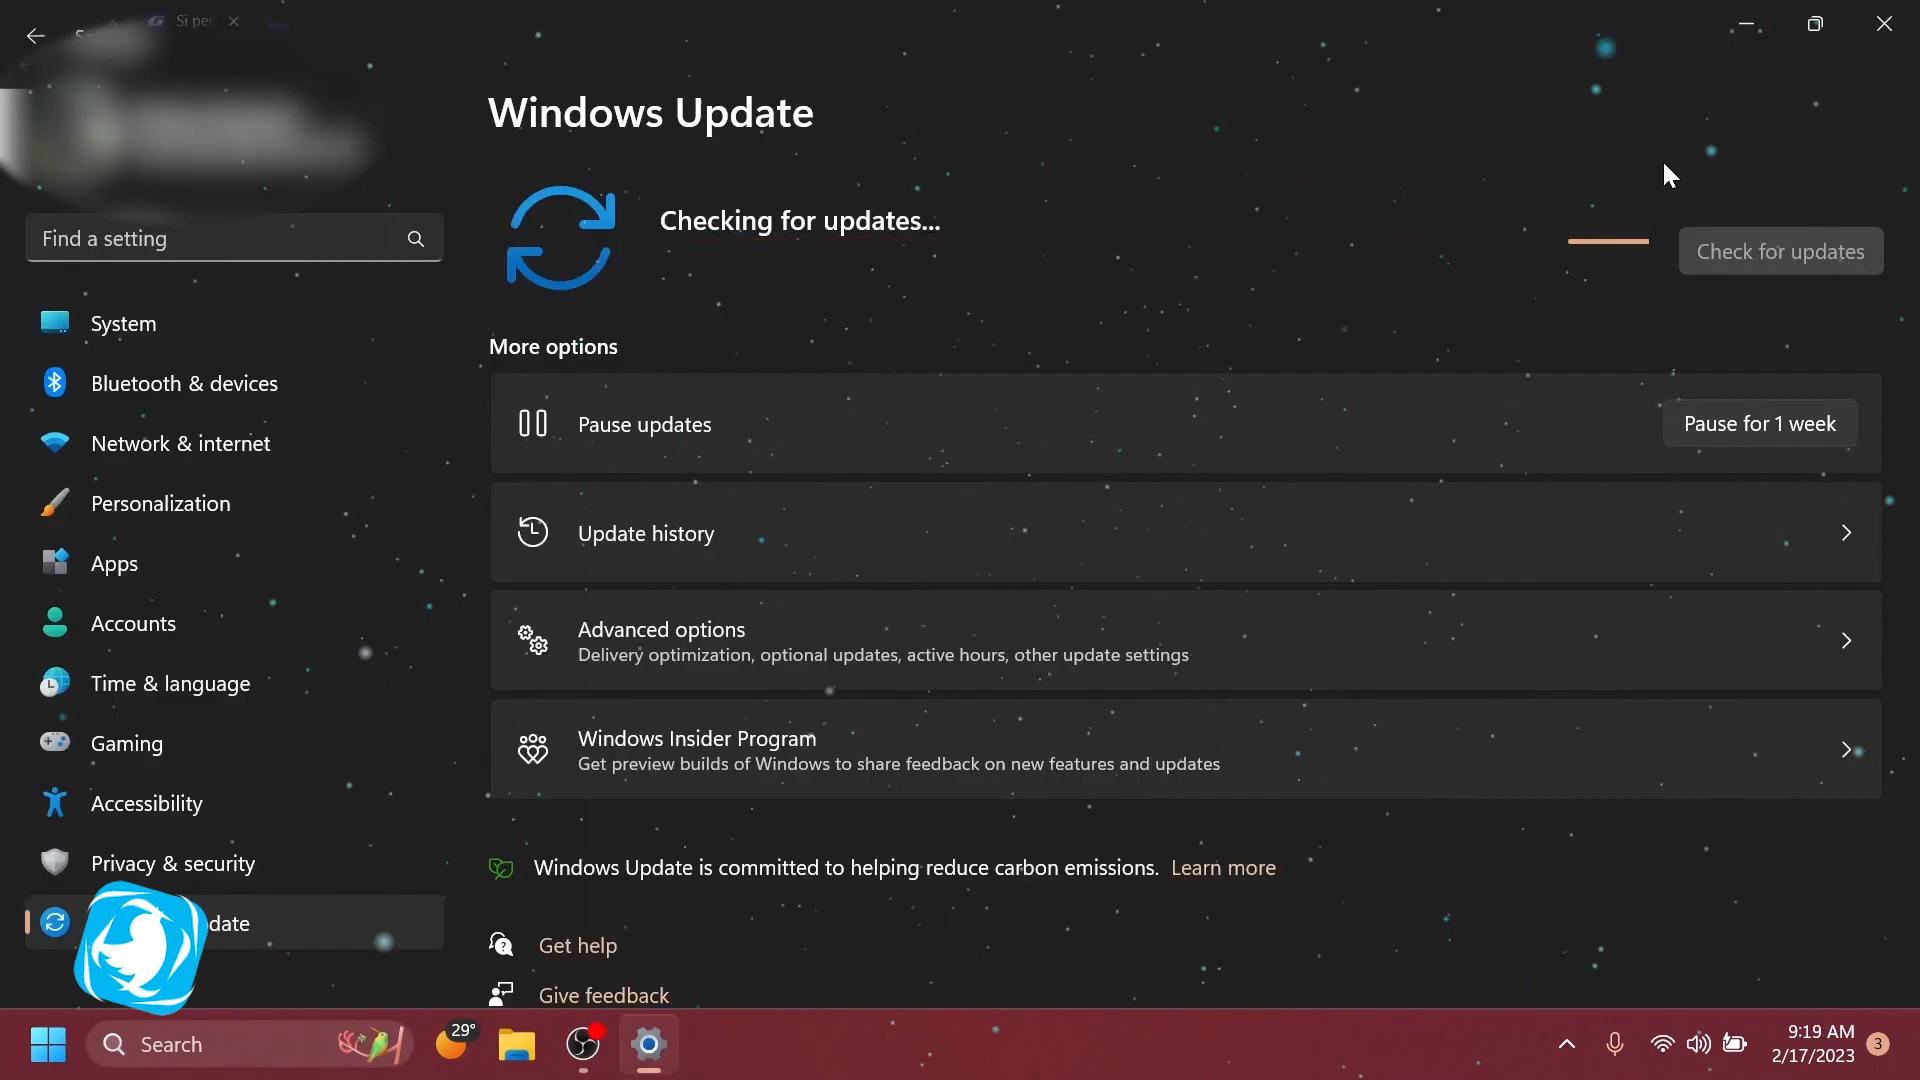 Si per
Windows Update
Checking for updates...
Check for updates
Find a setting
System
Bluetooth & devices
Network & internet
Personalization
Apps
Accounts
Time & language
Gaming
Accessibility
Privacy & security
date
More options
Pause updates
Pause for 1 week
Update history
Advanced options
Delivery optimization, optional updates, active hours, other update settings
Windows Insider Program
Get preview builds of Windows to share feedback on new features and updates
Windows Update is committed to helping reduce carbon emissions. Learn more
Get help
Give feedback
Search
29°
9:19 AM
2/17/2023
3